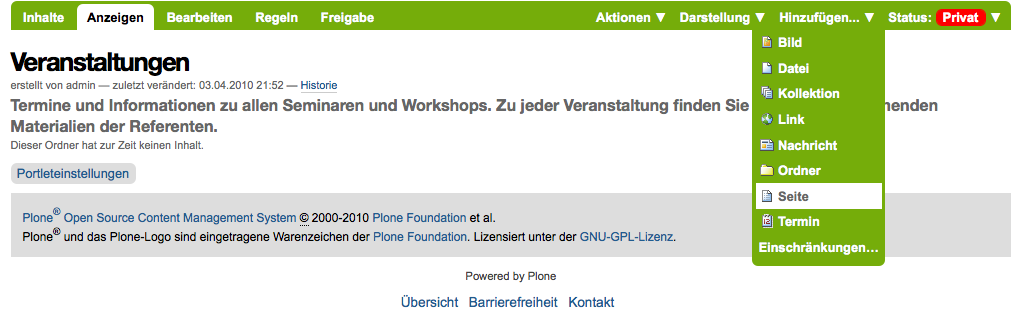 Inhalte Anzeigen Bearbeiten Regeln Freigabe Aktionen ▼ Darstellung ▼ Hinzufügen... ▼ Status: Privat ▼
Bild
Datei
Kollektion
Link
Nachricht
Ordner
Seite
Termin
Einschränkungen...
Veranstaltungen
erstellt von admin — zuletzt verändert: 03.04.2010 21:52 — Historie
Termine und Informationen zu allen Seminaren und Workshops. Zu jeder Veranstaltung finden Sie
Materialien der Referenten.
Dieser Ordner hat zur Zeit keinen Inhalt.
Portleteinstellungen
Plone® Open Source Content Management System © 2000-2010 Plone Foundation et al.
Plone® und das Plone-Logo sind eingetragene Warenzeichen der Plone Foundation. Lizensiert unter der GNU-GPL-Lizenz.
Powered by Plone
Übersicht Barrierefreiheit Kontakt